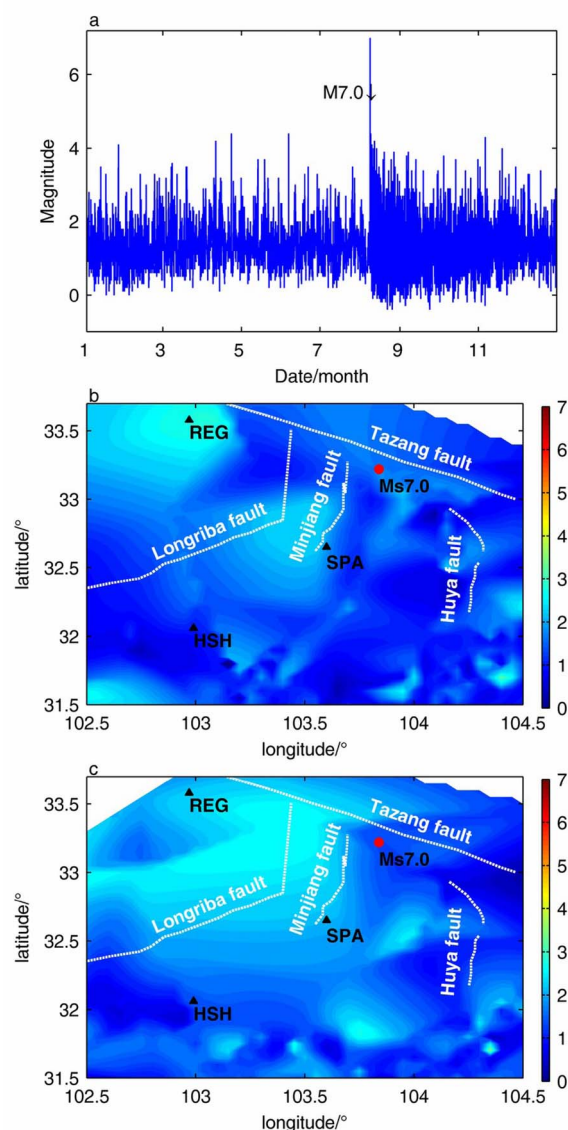 a
6
4
2
0
Magnitude
M7.0↓
1 3 5 7 9 11
Date/month
b
33.5
33
32.5
32
31.5
latitude/°
REG
Tazang fault
Ms7.0
Longriba fault
Minjiang fault
SPA
Huya fault
HSH
102.5 103 103.6 104 104.5
longitude/°
7
6
5
4
3
2
1
0
c
33.5
33
32.5
32
31.5
latitude/°
REG
Tazang fault
Ms7.0
Longriba fault
Minjiang fault
SPA
Huya fault
HSH
102.5 103 103.6 104 104.5
longitude/°
7
6
5
4
3
2
1
0